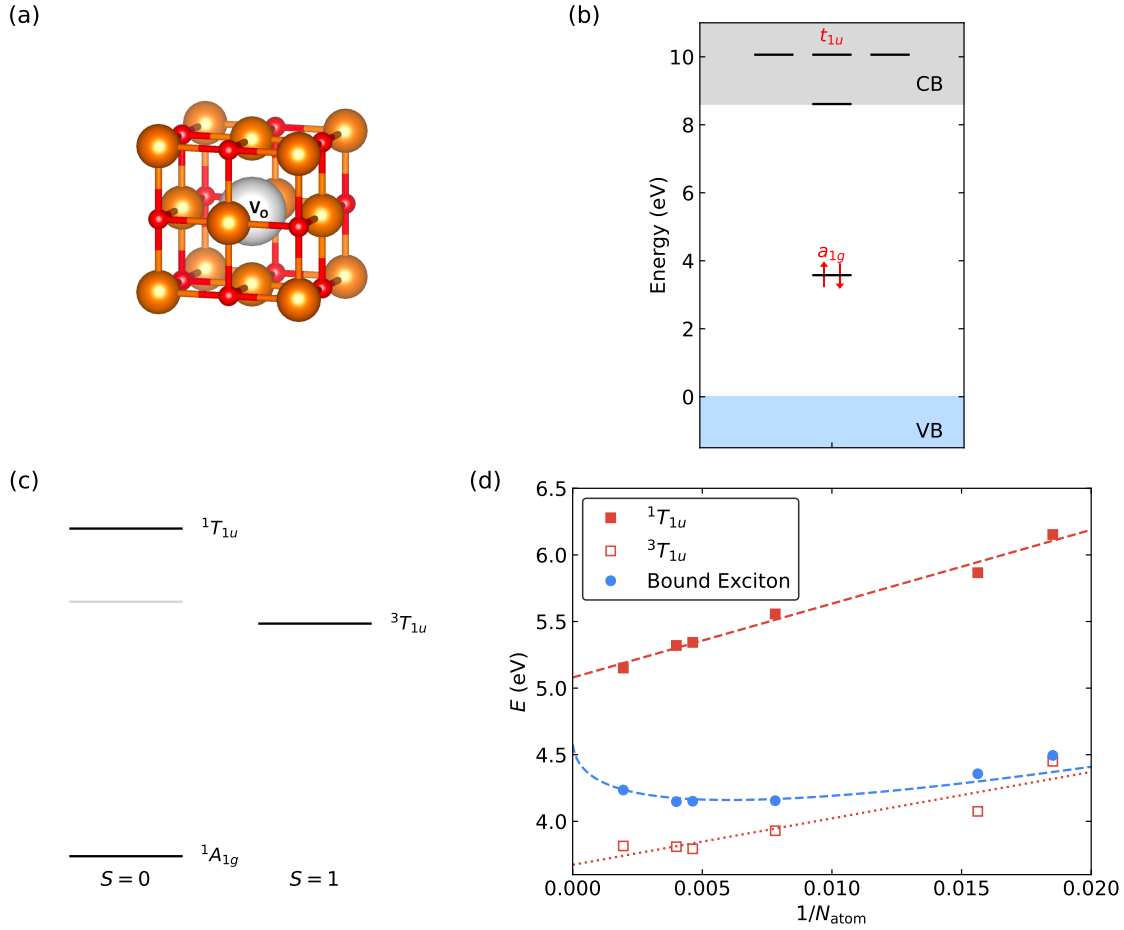 (a)
V_O
(b)
t_{1u}
CB
a_{1g}
VB
10
8
6
4
2
0
Energy (eV)
(c)
^1T_{1u}
^3T_{1u}
^1A_{1g}
S = 0
S = 1
(d)
^1T_{1u}
^3T_{1u}
Bound Exciton
6.5
6.0
5.5
5.0
4.5
4.0
E (eV)
0.000 0.005 0.010 0.015 0.020
1/N_{atom}